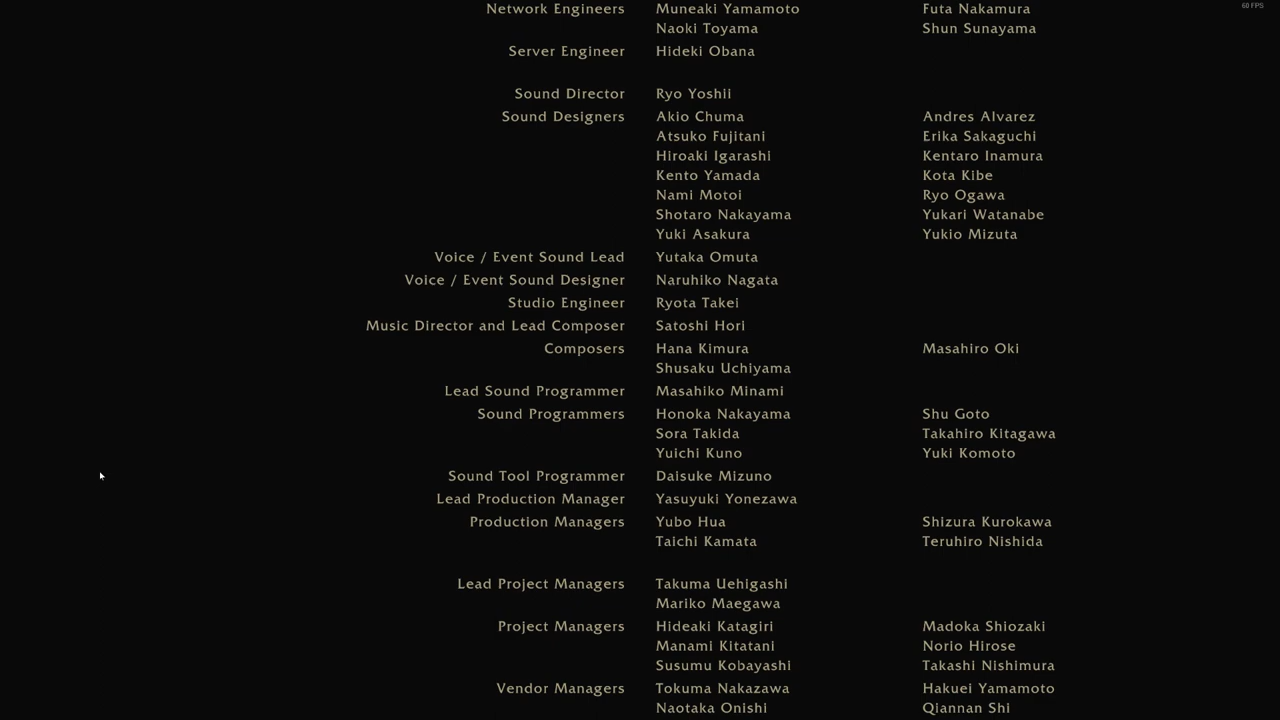 60 FPS
Network Engineers Muneaki Yamamoto Futa Nakamura
Naoki Toyama Shun Sunayama
Server Engineer Hideki Obana
Sound Director Ryo Yoshii
Sound Designers Akio Chuma Andres Alvarez
Atsuko Fujitani Erika Sakaguchi
Hiroaki Igarashi Kentaro Inamura
Kento Yamada Kota Kibe
Nami Motoi Ryo Ogawa
Shotaro Nakayama Yukari Watanabe
Yuki Asakura Yukio Mizuta
Voice / Event Sound Lead Yutaka Omuta
Voice / Event Sound Designer Naruhiko Nagata
Studio Engineer Ryota Takei
Music Director and Lead Composer Satoshi Hori
Composers Hana Kimura Masahiro Oki
Shusaku Uchiyama
Lead Sound Programmer Masahiko Minami
Sound Programmers Honoka Nakayama Shu Goto
Sora Takida Takahiro Kitagawa
Yuichi Kuno Yuki Komoto
Sound Tool Programmer Daisuke Mizuno
Lead Production Manager Yasuyuki Yonezawa
Production Managers Yubo Hua Shizura Kurokawa
Taichi Kamata Teruhiro Nishida
Lead Project Managers Takuma Uehigashi
Mariko Maegawa
Project Managers Hideaki Katagiri Madoka Shiozaki
Manami Kitatani Norio Hirose
Susumu Kobayashi Takashi Nishimura
Vendor Managers Tokuma Nakazawa Hakuei Yamamoto
Naotaka Onishi Qiannan Shi